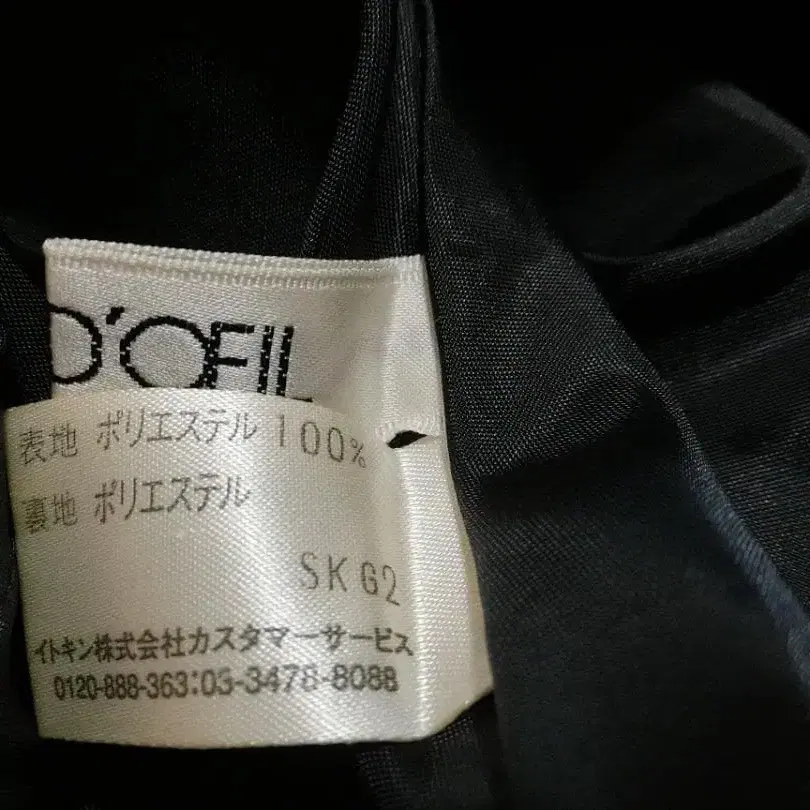 D'OEIL
表地 ポリエステル 100%
裏地 ポリエステル
SK G2
イトキン株式会社カスタマーサービス
0120-888-363:03-3478-8088